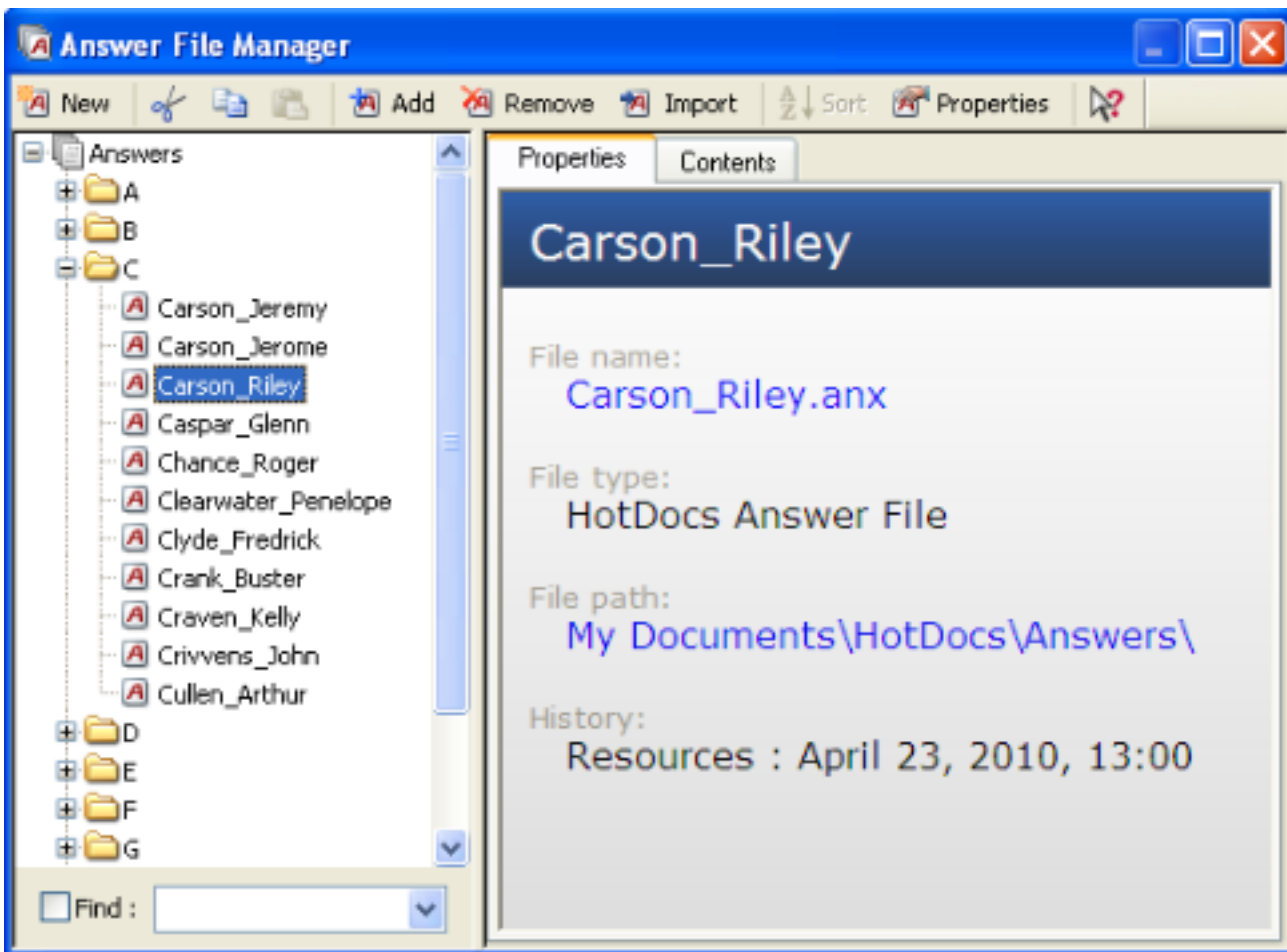 Answer File Manager
New Add Remove Import Sort Properties
Answers
A
B
C
Carson_Jeremy
Carson_Jerome
Carson_Riley
Caspar_Glenn
Chance_Roger
Clearwater_Penelope
Clyde_Fredrick
Crank_Buster
Craven_Kelly
Crivvens_John
Cullen_Arthur
D
E
F
G
Find :
Properties Contents
Carson_Riley
File name:
Carson_Riley.anx
File type:
HotDocs Answer File
File path:
My Documents\HotDocs\Answers\
History:
Resources : April 23, 2010, 13:00